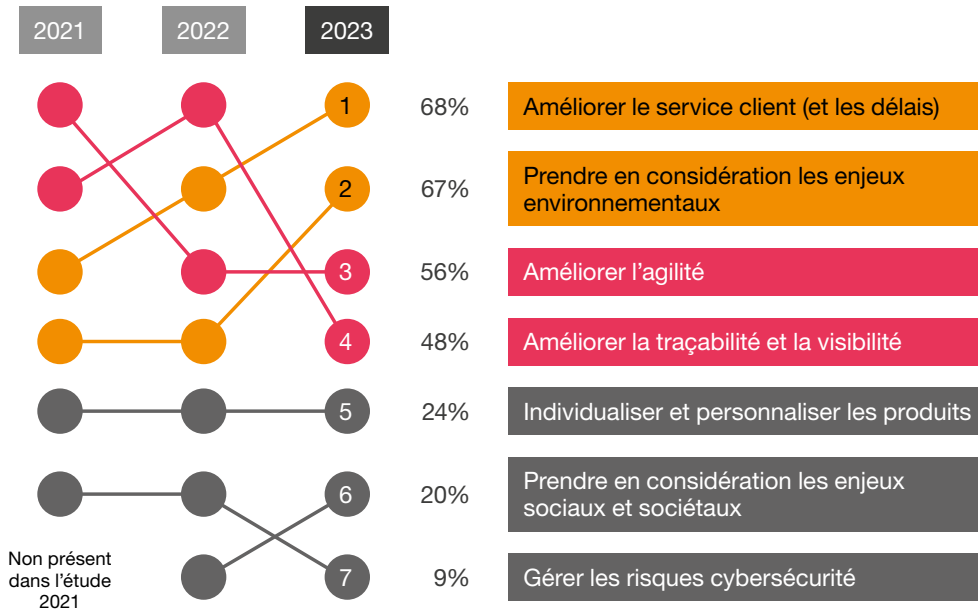 2021 2022 2023
1 68% Améliorer le service client (et les délais)
2 67% Prendre en considération les enjeux
environnementaux
3 56% Améliorer l'agilité
4 48% Améliorer la traçabilité et la visibilité
5 24% Individualiser et personnaliser les produits
6 20% Prendre en considération les enjeux
sociaux et sociétaux
Non présent
dans l'étude
2021
7 9% Gérer les risques cybersécurité